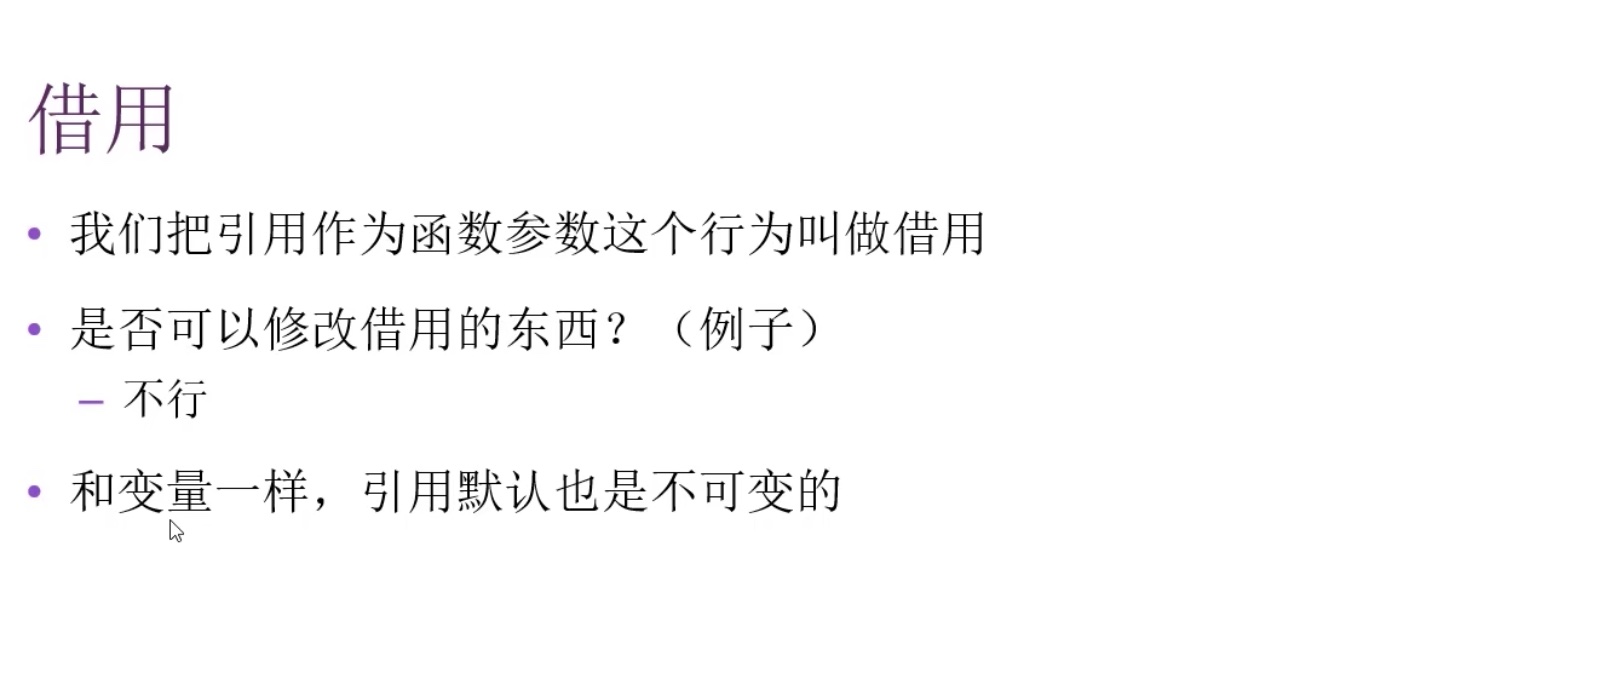 借用
• 我们把引用作为函数参数这个行为叫做借用
• 是否可以修改借用的东西？（例子）
– 不行
• 和变量一样，引用默认也是不可变的